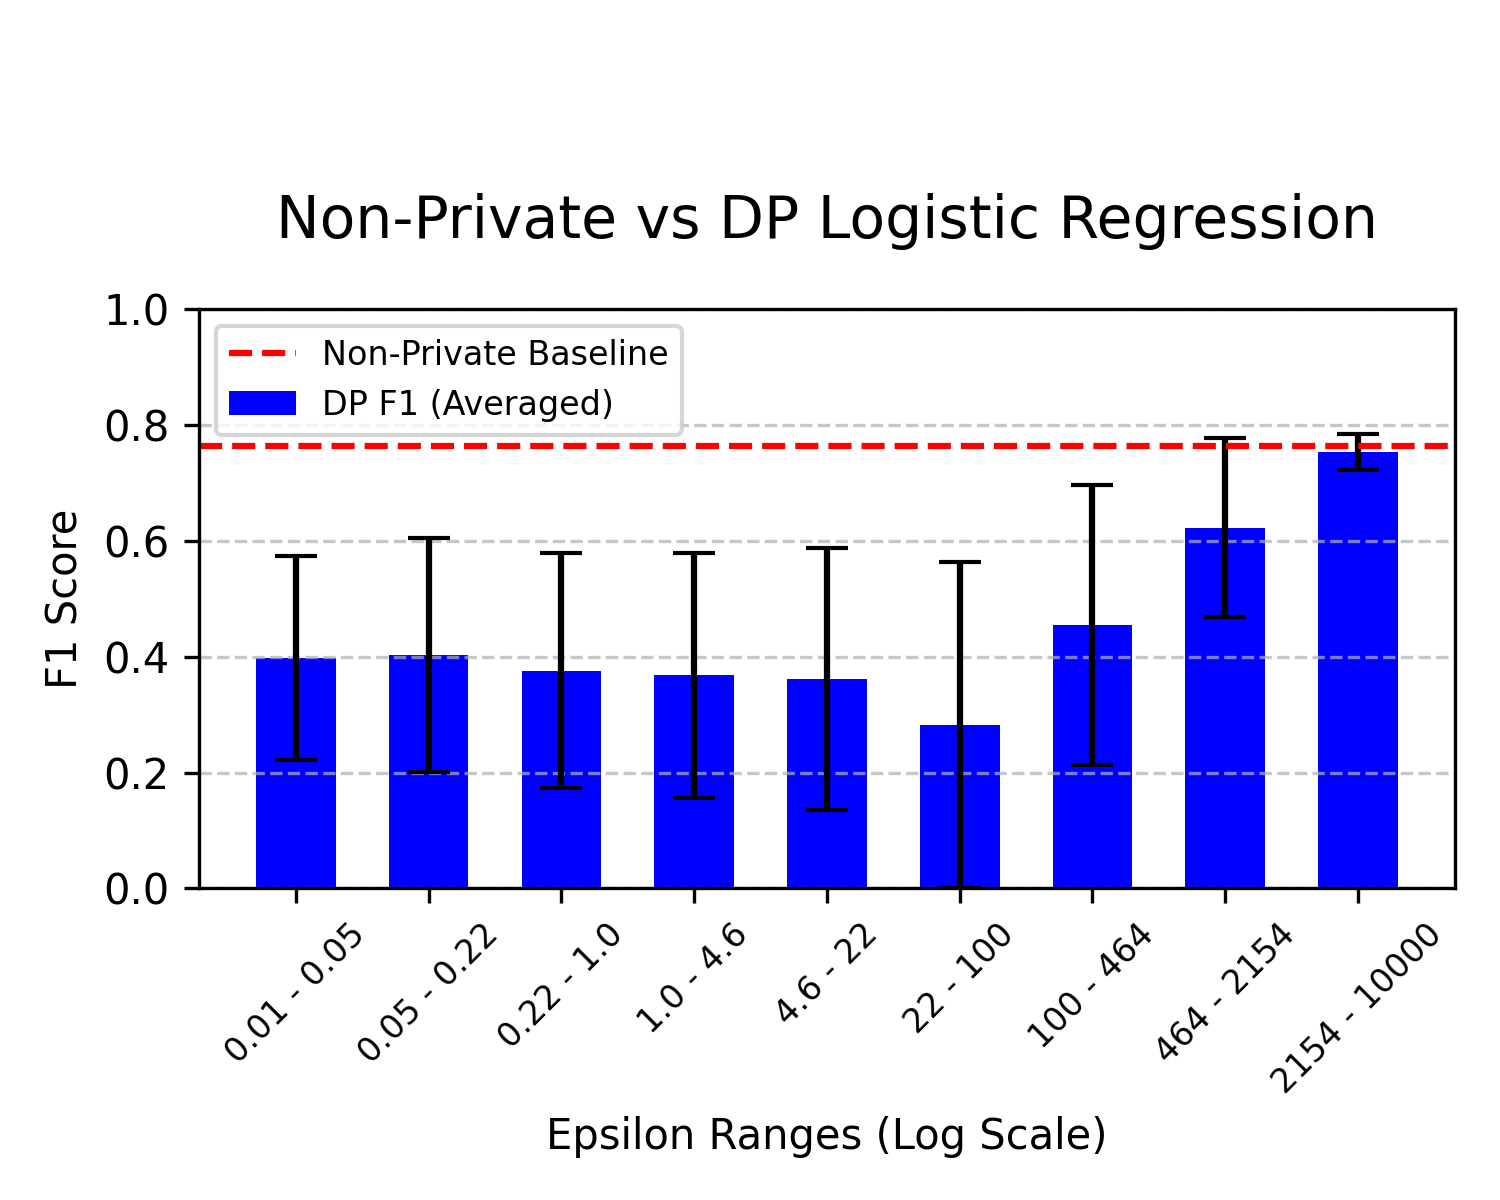 Non-Private vs DP Logistic Regression
Non-Private Baseline
DP F1 (Averaged)
F1 Score
1.0
0.8
0.6
0.4
0.2
0.0
0.01 - 0.05
0.05 - 0.22
0.22 - 1.0
1.0 - 4.6
4.6 - 22
22 - 100
100 - 464
464 - 2154
2154 - 10000
Epsilon Ranges (Log Scale)